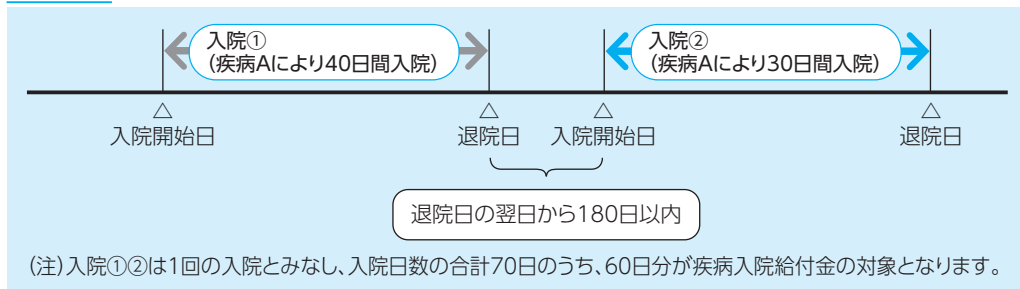 入院①
(疾病Aにより40日間入院)
入院②
(疾病Aにより30日間入院)
△ △ △ △
入院開始日 退院日 入院開始日 退院日
退院日の翌日から180日以内
(注)入院①②は1回の入院とみなし、入院日数の合計70日のうち、60日分が疾病入院給付金の対象となります。